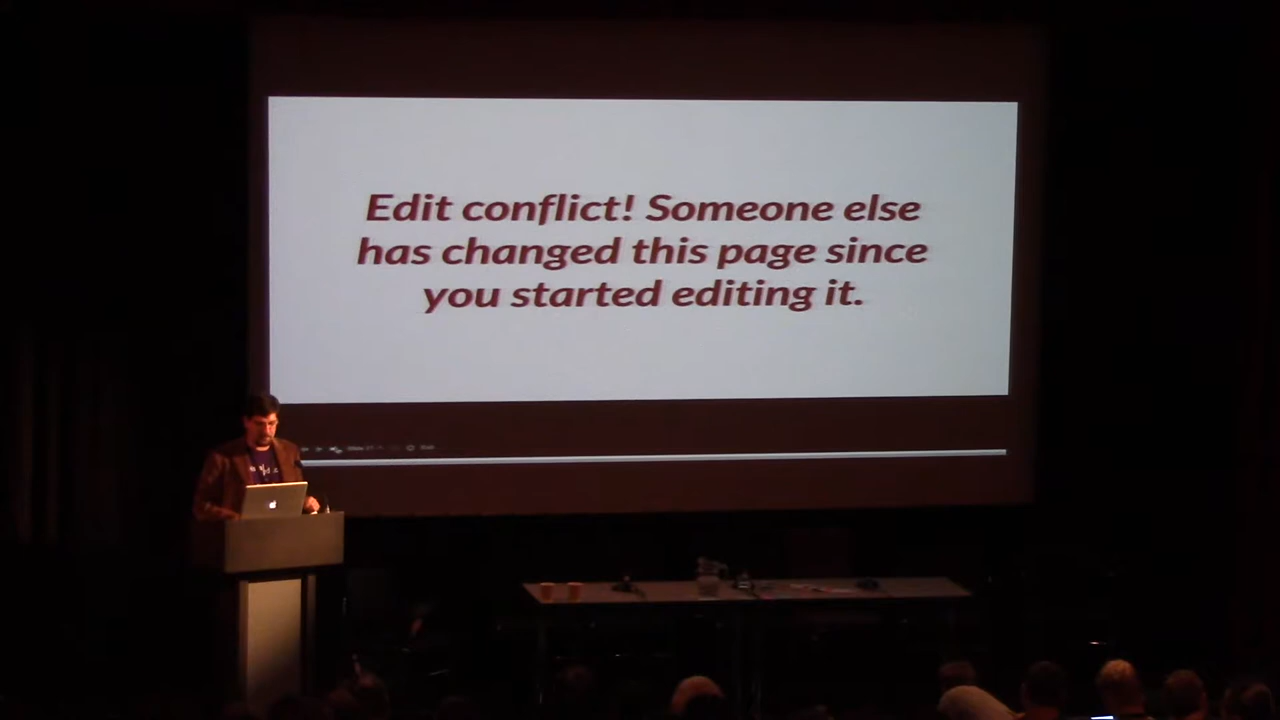 Edit conflict! Someone else
has changed this page since
you started editing it.